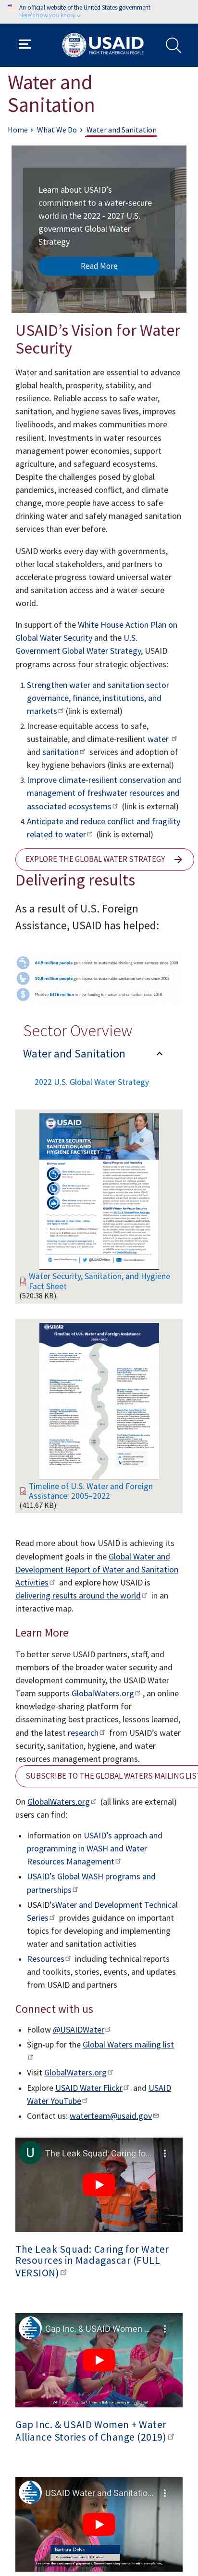 An official website of the United States government
Here's how you know
USAID
FROM THE AMERICAN PEOPLE
Water and
Sanitation
Home › What We Do › Water and Sanitation
Learn about USAID's
commitment to a water-secure
world in the 2022 - 2027 U.S.
government Global Water
Strategy
Read More
USAID's Vision for Water
Security
Water and sanitation are essential to advance
global health, prosperity, stability, and
resilience. Reliable access to safe water,
sanitation, and hygiene saves lives, improves
livelihoods, and makes communities more
resilient. Investments in water resources
management power economies, support
agriculture, and safeguard ecosystems.
Despite the challenges posed by global
pandemics, increased conflict, and climate
change, more people have access to safe
drinking water and safely managed sanitation
services than ever before.
USAID works every day with governments,
other local stakeholders, and partners to
accelerate progress toward universal water
and sanitation access and a water-secure
world.
In support of the White House Action Plan on
Global Water Security and the U.S.
Government Global Water Strategy, USAID
programs across four strategic objectives:
1. Strengthen water and sanitation sector
governance, finance, institutions, and
markets (link is external)
2. Increase equitable access to safe,
sustainable, and climate-resilient water
and sanitation services and adoption of
key hygiene behaviors (links are external)
3. Improve climate-resilient conservation and
management of freshwater resources and
associated ecosystems (link is external)
4. Anticipate and reduce conflict and fragility
related to water (link is external)
EXPLORE THE GLOBAL WATER STRATEGY →
Delivering results
As a result of U.S. Foreign
Assistance, USAID has helped:
64.9 million people gain access to sustainable drinking water services since 2008
50.8 million people gain access to sustainable sanitation services since 2008
Mobilize $456 million in new funding for water and sanitation since 2018
Sector Overview
Water and Sanitation
2022 U.S. Global Water Strategy
USAID
WATER SECURITY,
SANITATION, AND
HYGIENE FACT SHEET
Water Security, Sanitation, and Hygiene
Fact Sheet
(520.38 KB)
USAID
Timeline of U.S. Water and Foreign Assistance
Timeline of U.S. Water and Foreign
Assistance: 2005–2022
(411.67 KB)
Read more about how USAID is achieving its
development goals in the Global Water and
Development Report of Water and Sanitation
Activities and explore how USAID is
delivering results around the world in an
interactive map.
Learn More
To better serve USAID partners, staff, and
members of the broader water security and
development community, the USAID Water
Team supports GlobalWaters.org , an online
knowledge-sharing platform for
disseminating best practices, lessons learned,
and the latest research from USAID's water
security, sanitation, hygiene, and water
resources management programs.
SUBSCRIBE TO THE GLOBAL WATERS MAILING LIST
On GlobalWaters.org (all links are external)
users can find:
• Information on USAID's approach and
programming in WASH and Water
Resources Management
• USAID's Global WASH programs and
partnerships
• USAID'sWater and Development Technical
Series provides guidance on important
topics for developing and implementing
water and sanitation activities
• Resources including technical reports
and toolkits, stories, events, and updates
from USAID and partners
Connect with us
• Follow @USAIDWater
• Sign-up for the Global Waters mailing list
• Visit GlobalWaters.org
• Explore USAID Water Flickr and USAID
Water YouTube
• Contact us: waterteam@usaid.gov
U
The Leak Squad: Caring fo...
The Leak Squad: Caring for Water
Resources in Madagascar (FULL
VERSION)
Gap Inc. & USAID Women ...
Gap Inc. & USAID Women + Water
Alliance Stories of Change (2019)
USAID Water and Sanitatio...
Barbara Delva